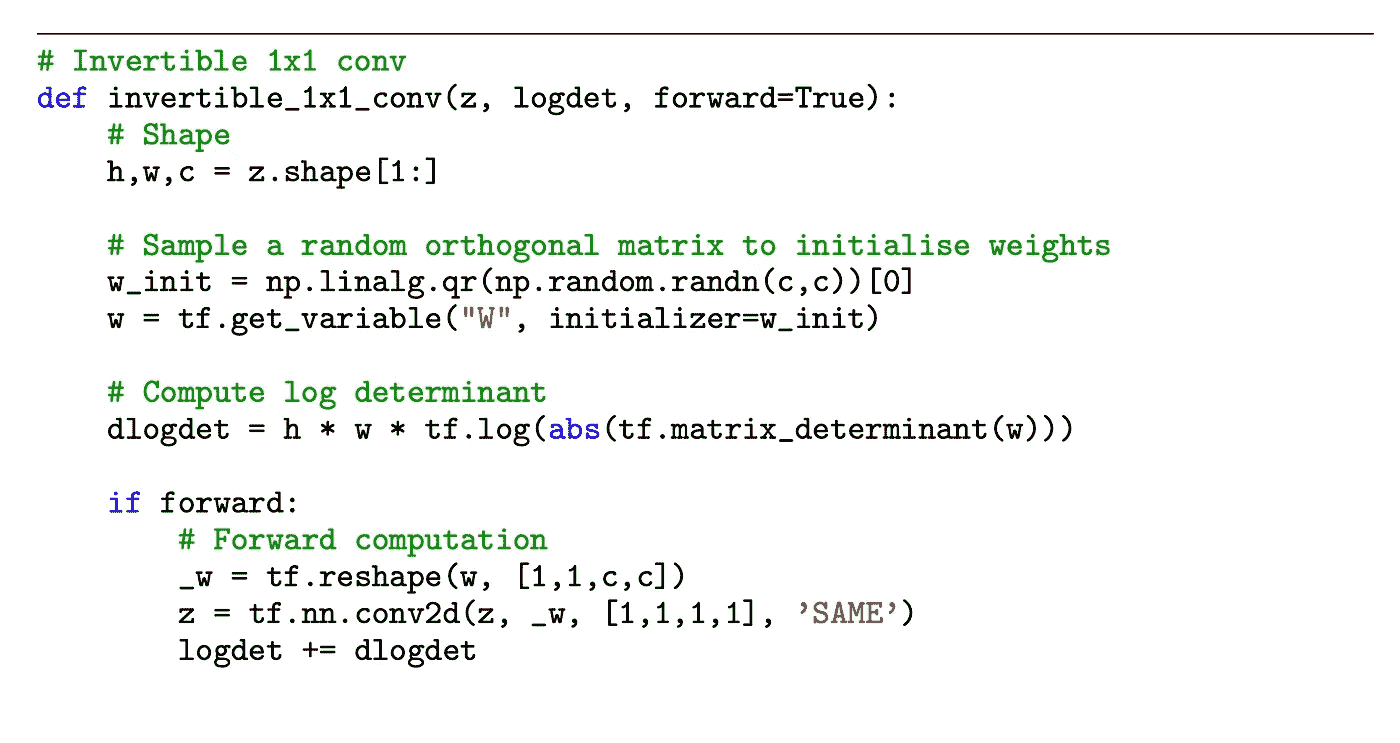 # Invertible 1x1 conv
def invertible_1x1_conv(z, logdet, forward=True):
    # Shape
    h,w,c = z.shape[1:]

    # Sample a random orthogonal matrix to initialise weights
    w_init = np.linalg.qr(np.random.randn(c,c))[0]
    w = tf.get_variable("W", initializer=w_init)

    # Compute log determinant
    dlogdet = h * w * tf.log(abs(tf.matrix_determinant(w)))

    if forward:
        # Forward computation
        _w = tf.reshape(w, [1,1,c,c])
        z = tf.nn.conv2d(z, _w, [1,1,1,1], ’SAME’)
        logdet += dlogdet